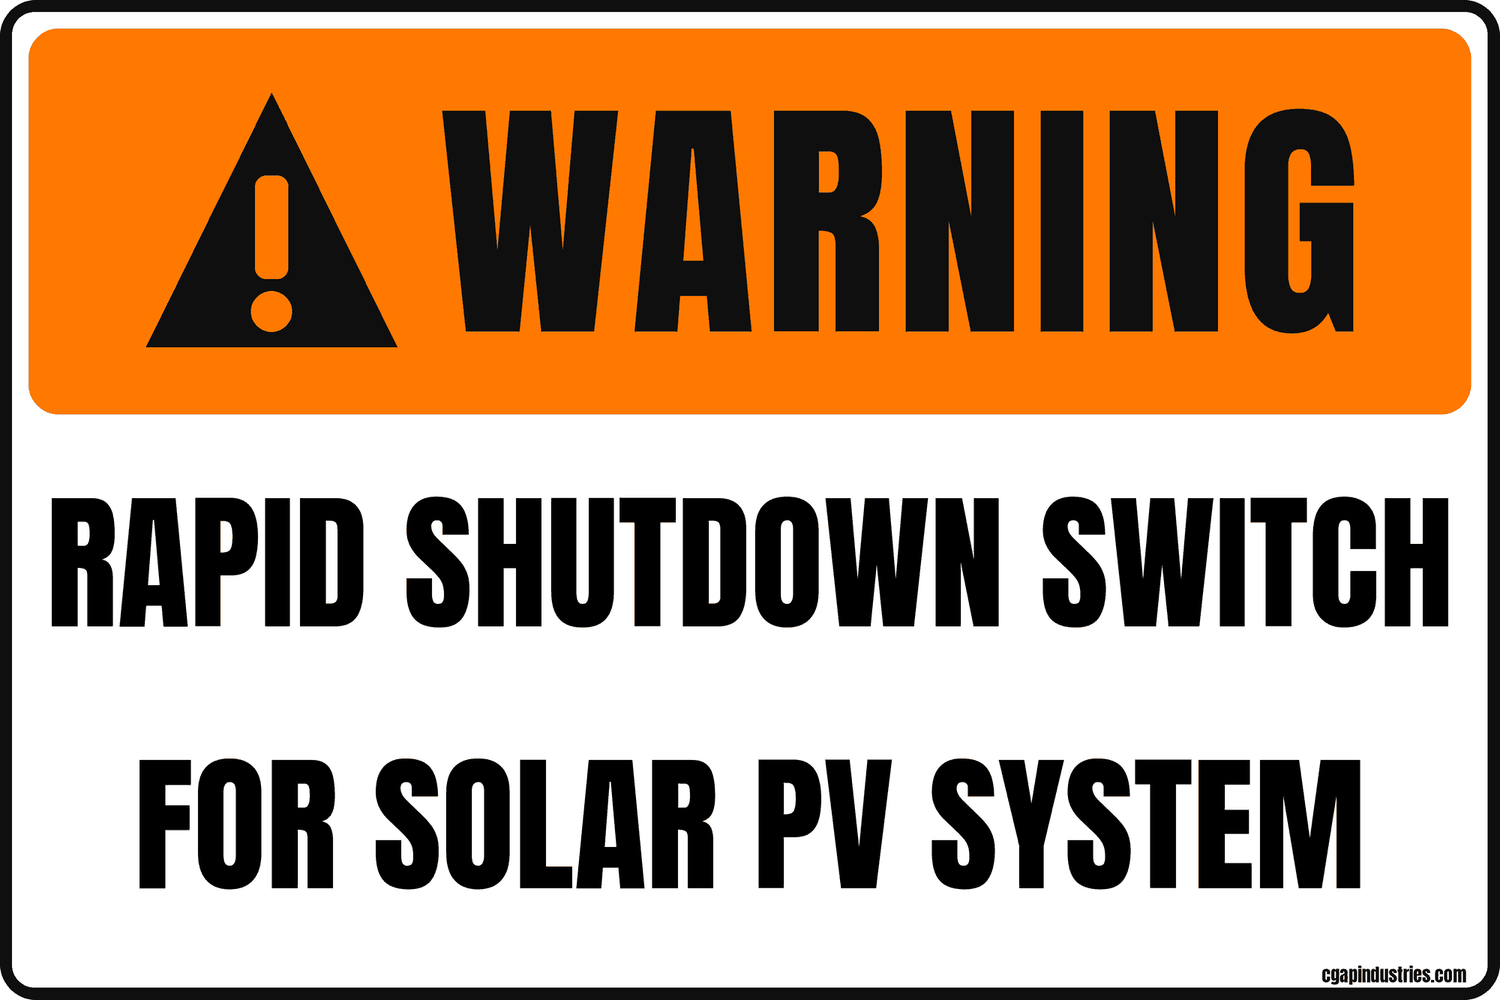 WARNING
RAPID SHUTDOWN SWITCH
FOR SOLAR PV SYSTEM
cgapindustries.com